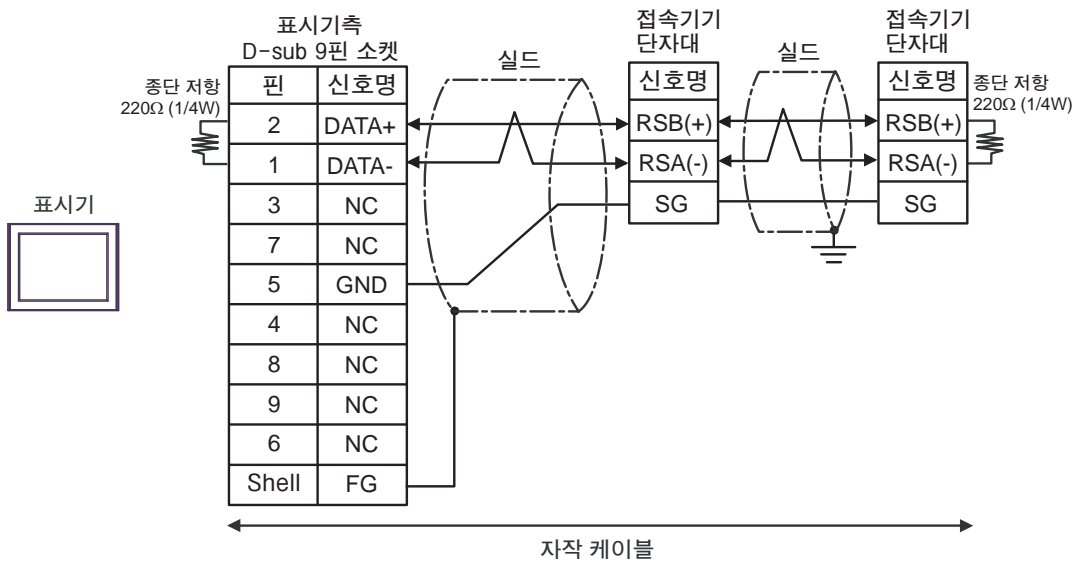 표시기측
D-sub 9핀 소켓
종단 저항
220Ω (1/4W)
핀 신호명
2 DATA+
1 DATA-
3 NC
7 NC
5 GND
4 NC
8 NC
9 NC
6 NC
Shell FG
표시기
실드
접속기기
단자대
신호명
RSB(+)
RSA(-)
SG
실드
접속기기
단자대
신호명
RSB(+)
RSA(-)
SG
종단 저항
220Ω (1/4W)
자작 케이블